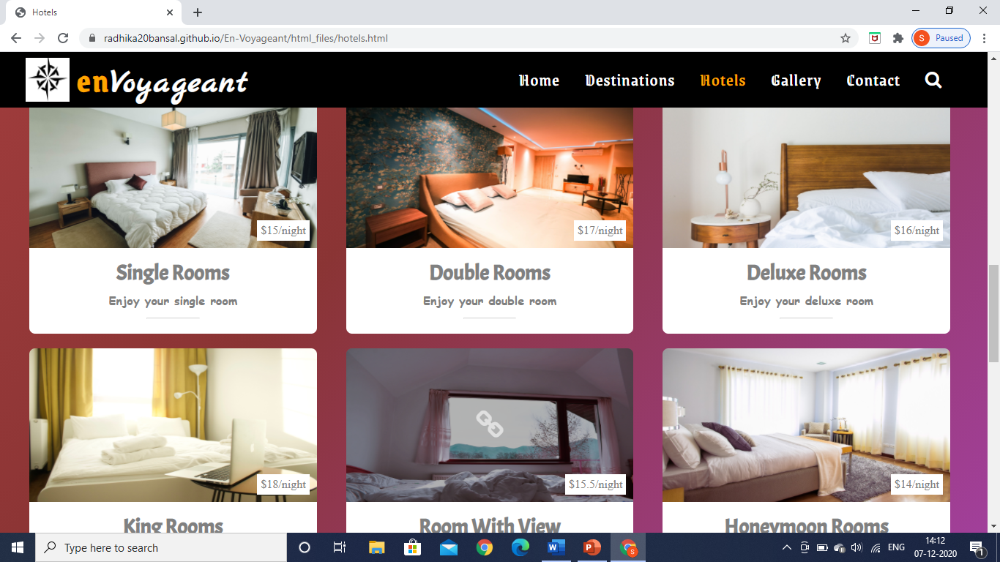 Hotels
radhika20bansal.github.io/En-Voyageant/html_files/hotels.html
S Paused
enVoyageant
Home Destinations Hotels Gallery Contact
$15/night
$17/night
$16/night
Single Rooms
Double Rooms
Deluxe Rooms
Enjoy your single room
Enjoy your double room
Enjoy your deluxe room
$18/night
$15.5/night
$14/night
King Rooms
Room With View
Honeymoon Rooms
Type here to search
ENG
14:12
07-12-2020
1